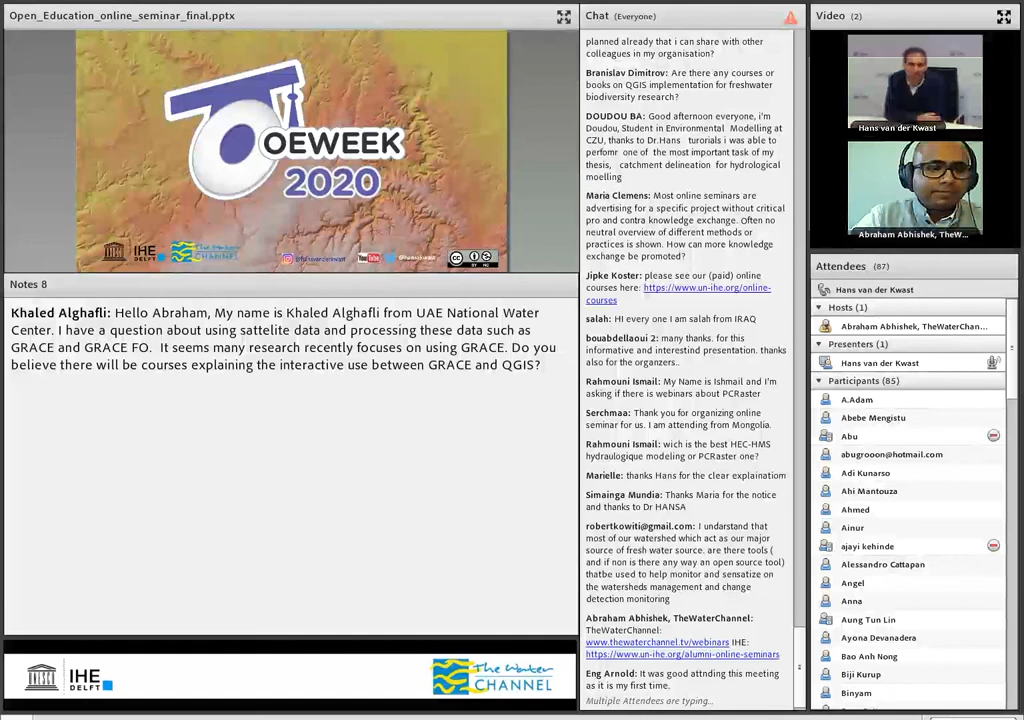 Open_Education_online_seminar_final.pptx
OEWEEK
2020
IHE
DELFT
The Water
CHANNEL
You Tube
CC BY NC
Notes 8
Khaled Alghafli: Hello Abraham, My name is Khaled Alghafli from UAE National Water
Center. I have a question about using sattelite data and processing these data such as
GRACE and GRACE FO. It seems many research recently focuses on using GRACE. Do you
believe there will be courses explaining the interactive use between GRACE and QGIS?
UNESCO
IHE
DELFT
The Water
CHANNEL
Chat (Everyone)
planned already that i can share with other
colleagues in my organisation?
Branislav Dimitrov: Are there any courses or
books on QGIS implementation for freshwater
biodiversity research?
DOUDOU BA: Good afternoon everyone, i'm
Doudou, Student in Environmental Modelling at
CZU, thanks to Dr.Hans turorials i was able to
perfomr one of the most important task of my
thesis, catchment delineation for hydrological
moelling
Maria Clemens: Most online seminars are
advertising for a specific project without critical
pro and contra knowledge exchange. Often no
neutral overview of different methods or
practices is shown. How can more knowledge
exchange be promoted?
Jipke Koster: please see our (paid) online
courses here: https://www.un-ihe.org/online-
courses
salah: HI every one I am salah from IRAQ
bouabdellaoui 2: many thanks. for this
informative and interestind presentation. thanks
also for the organzers..
Rahmouni Ismail: My Name is Ishmail and I'm
asking if there is webinars about PCRaster
Serchmaa: Thank you for organizing online
seminar for us. I am attending from Mongolia.
Rahmouni Ismail: wich is the best HEC-HMS
hydraulogique modeling or PCRaster one?
Marielle: thanks Hans for the clear explainatiom
Simainga Mundia: Thanks Maria for the notice
and thanks to Dr HANSA
robertkowiti@gmail.com: I understand that
most of our watershed which act as our major
source of fresh water source. are there tools (
and if non is there any way an open source tool)
thatbe used to help monitor and sensatize on
the watersheds management and change
detection monitoring
Abraham Abhishek, TheWaterChannel:
TheWaterChannel:
www.thewaterchannel.tv/webinars IHE:
https://www.un-ihe.org/alumni-online-seminars
Eng Arnold: It was good attnding this meeting
as it is my first time,
Multiple Attendees are typing...
Video (2)
Hans van der Kwast
Abraham Abhishek, TheW...
Attendees (87)
Hans van der Kwast
Hosts (1)
Abraham Abhishek, TheWaterChan...
Presenters (1)
Hans van der Kwast
Participants (85)
A.Adam
Abebe Mengistu
Abu
abugrooon@hotmail.com
Adi Kunarso
Ahi Mantouza
Ahmed
Ainur
ajayi kehinde
Alessandro Cattapan
Angel
Anna
Aung Tun Lin
Ayona Devanadera
Bao Anh Nong
Biji Kurup
Binyam